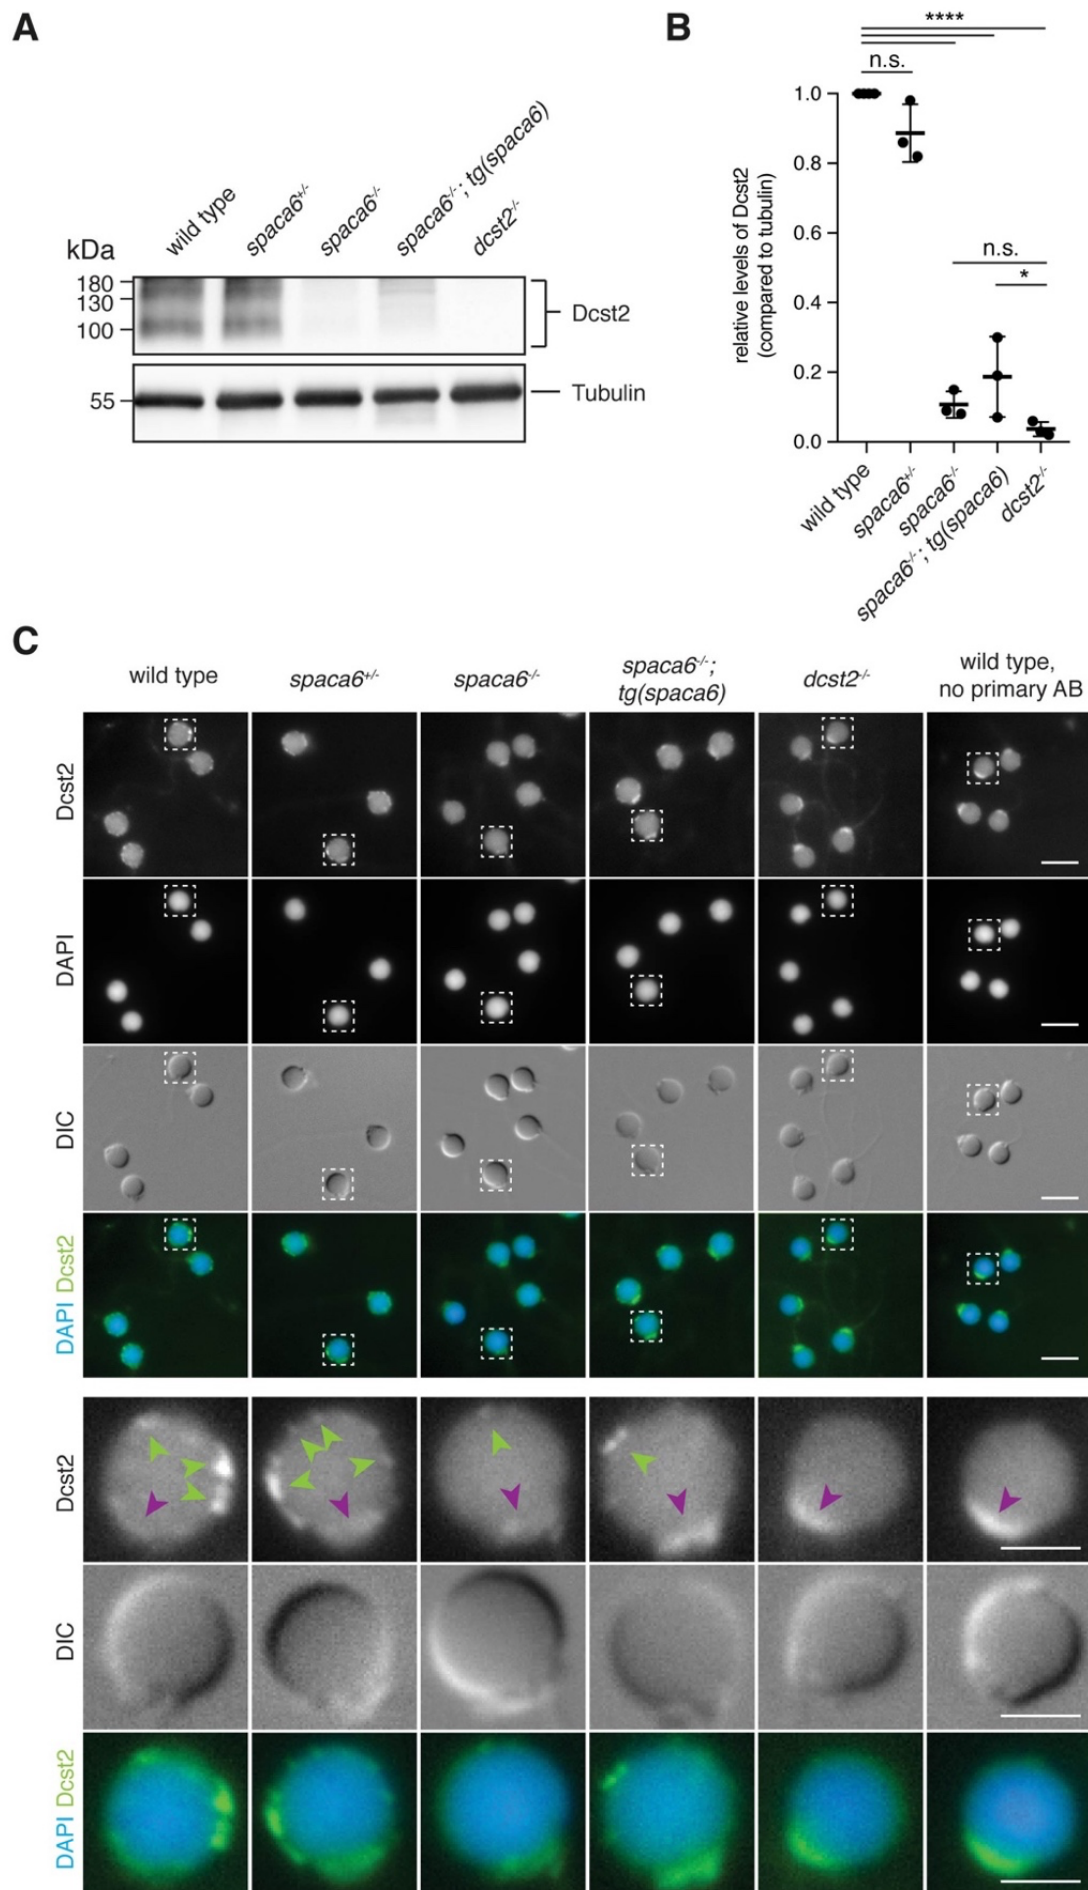 A
kDa
wild type
spaca6+/-
spaca6-/-
spaca6-/-; tg(spaca6)
dcst2-/-
180
130
100
Dcst2
55
Tubulin
B
****
n.s.
n.s.
*
relative levels of Dcst2
(compared to tubulin)
1.0
0.8
0.6
0.4
0.2
0.0
wild type
spaca6+/-
spaca6-/-
spaca6-/-; tg(spaca6)
dcst2-/-
C
wild type
spaca6+/-
spaca6-/-
spaca6-/-;
tg(spaca6)
dcst2-/-
wild type,
no primary AB
Dcst2
DAPI
DIC
DAPI Dcst2
Dcst2
DIC
DAPI Dcst2